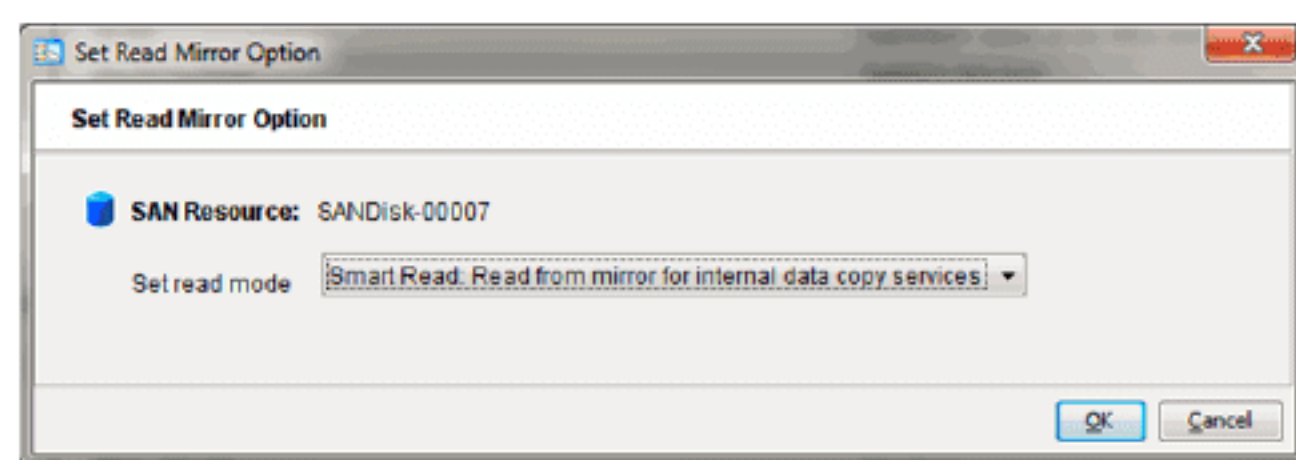 Set Read Mirror Option
Set Read Mirror Option
SAN Resource: SANDisk-00007
Set read mode Smart Read: Read from mirror for internal data copy services
OK Cancel